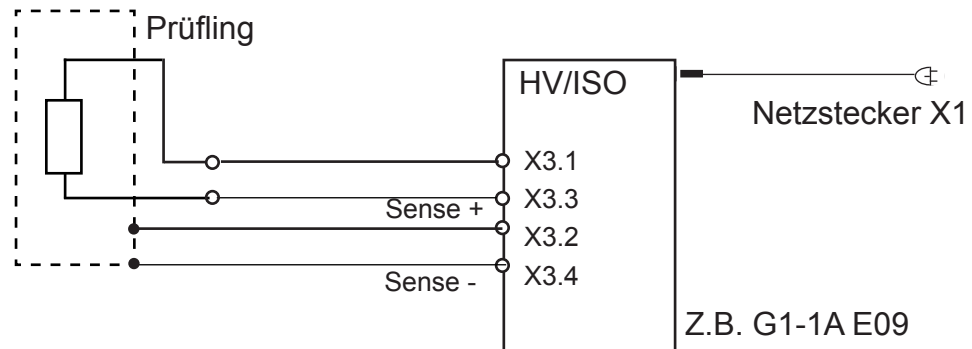 Prüfling
HV/ISO
Netzstecker X1
X3.1
X3.3
Sense +
X3.2
X3.4
Sense -
Z.B. G1-1A E09